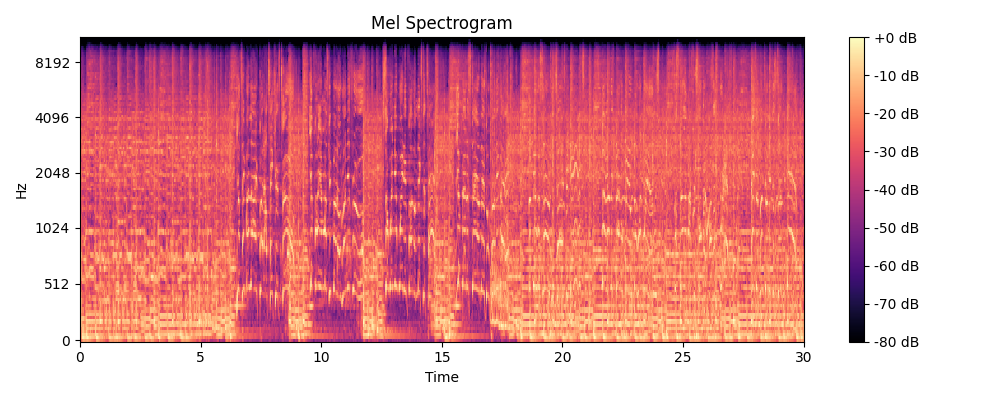 Mel Spectrogram
Hz
8192
4096
2048
1024
512
0
0 5 10 15 20 25 30
Time
+0 dB
-10 dB
-20 dB
-30 dB
-40 dB
-50 dB
-60 dB
-70 dB
-80 dB